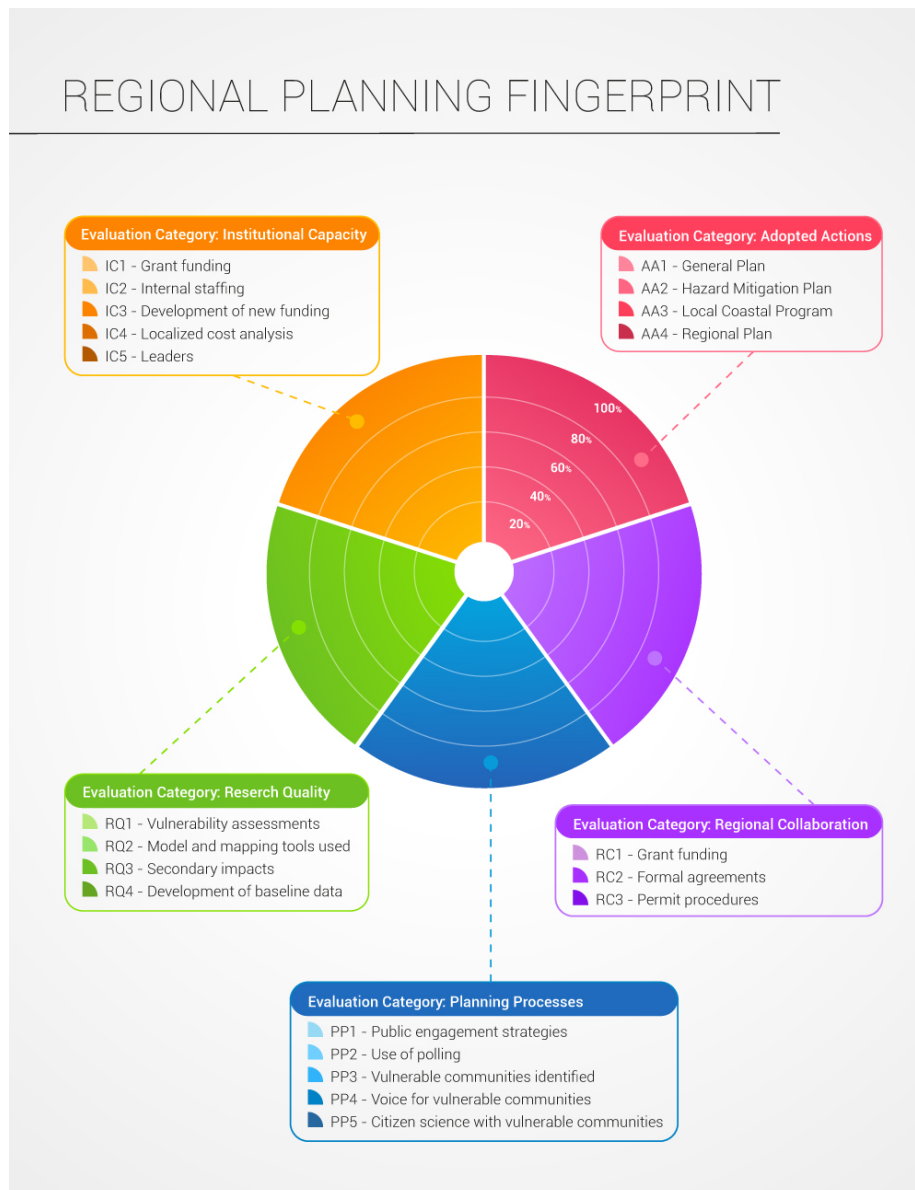 REGIONAL PLANNING FINGERPRINT
Evaluation Category: Institutional Capacity
IC1 - Grant funding
IC2 - Internal staffing
IC3 - Development of new funding
IC4 - Localized cost analysis
IC5 - Leaders
Evaluation Category: Adopted Actions
AA1 - General Plan
AA2 - Hazard Mitigation Plan
AA3 - Local Coastal Program
AA4 - Regional Plan
100%
80%
60%
40%
20%
Evaluation Category: Reserch Quality
RQ1 - Vulnerability assessments
RQ2 - Model and mapping tools used
RQ3 - Secondary impacts
RQ4 - Development of baseline data
Evaluation Category: Regional Collaboration
RC1 - Grant funding
RC2 - Formal agreements
RC3 - Permit procedures
Evaluation Category: Planning Processes
PP1 - Public engagement strategies
PP2 - Use of polling
PP3 - Vulnerable communities identified
PP4 - Voice for vulnerable communities
PP5 - Citizen science with vulnerable communities